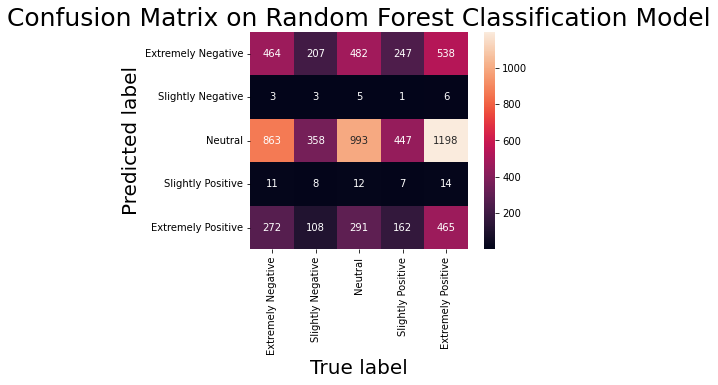 Confusion Matrix on Random Forest Classification Model
Predicted label
Extremely Negative 464 207 482 247 538
Slightly Negative 3 3 5 1 6
Neutral 863 358 993 447 1198
Slightly Positive 11 8 12 7 14
Extremely Positive 272 108 291 162 465
Extremely Negative
Slightly Negative
Neutral
Slightly Positive
Extremely Positive
True label
1000
800
600
400
200